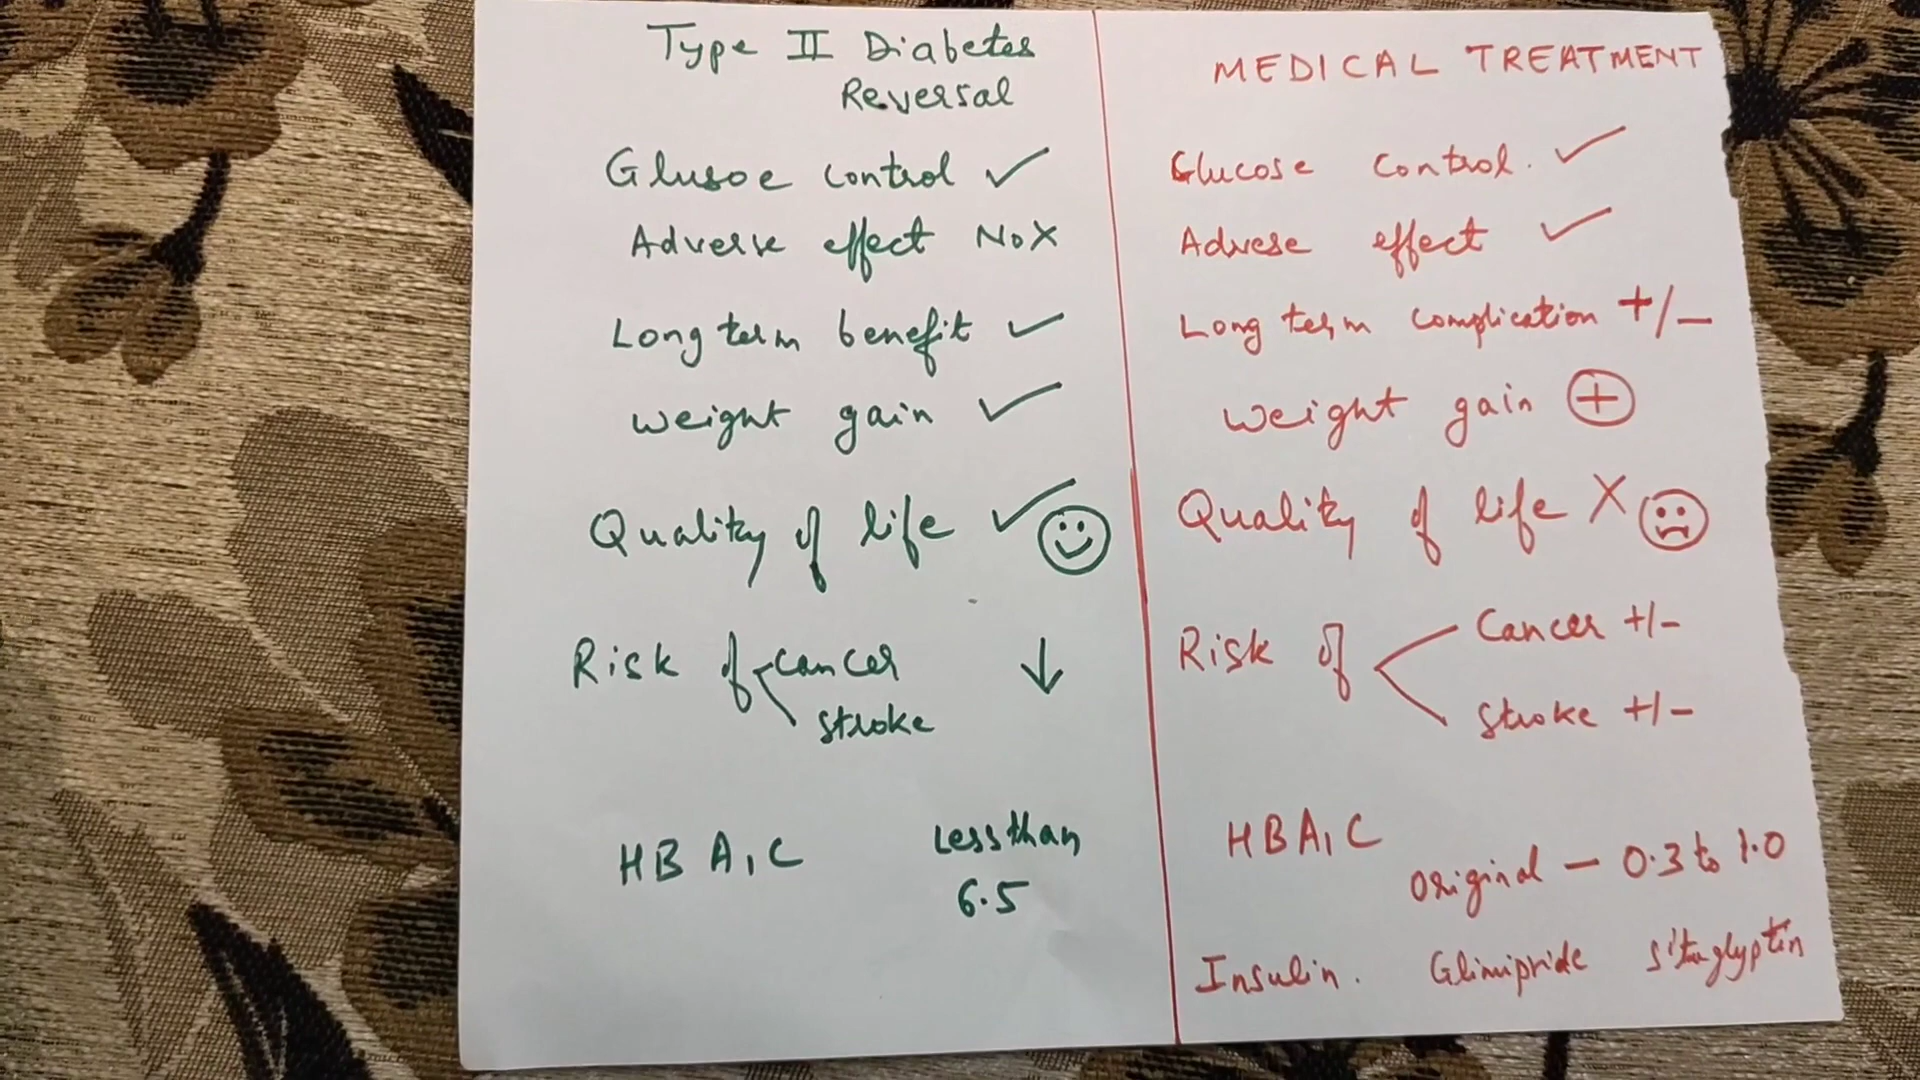 Type II Diabetes
Reversal
Glusoe control ✓
Adverse effect No X
Long term benefit ✓
Weight gain ✓
Quality of life ✓
Risk of cancer ↓
stroke
HBA1C Less than
6.5
MEDICAL TREATMENT
Glucose control. ✓
Advese effect ✓
Long term complication +/-
Weight gain +
Quality of life X
Risk of Cancer +/-
Stroke +/-
HBA1C
Original - 0.3 to 1.0
Insulin. Glimipride Sitaglyptin